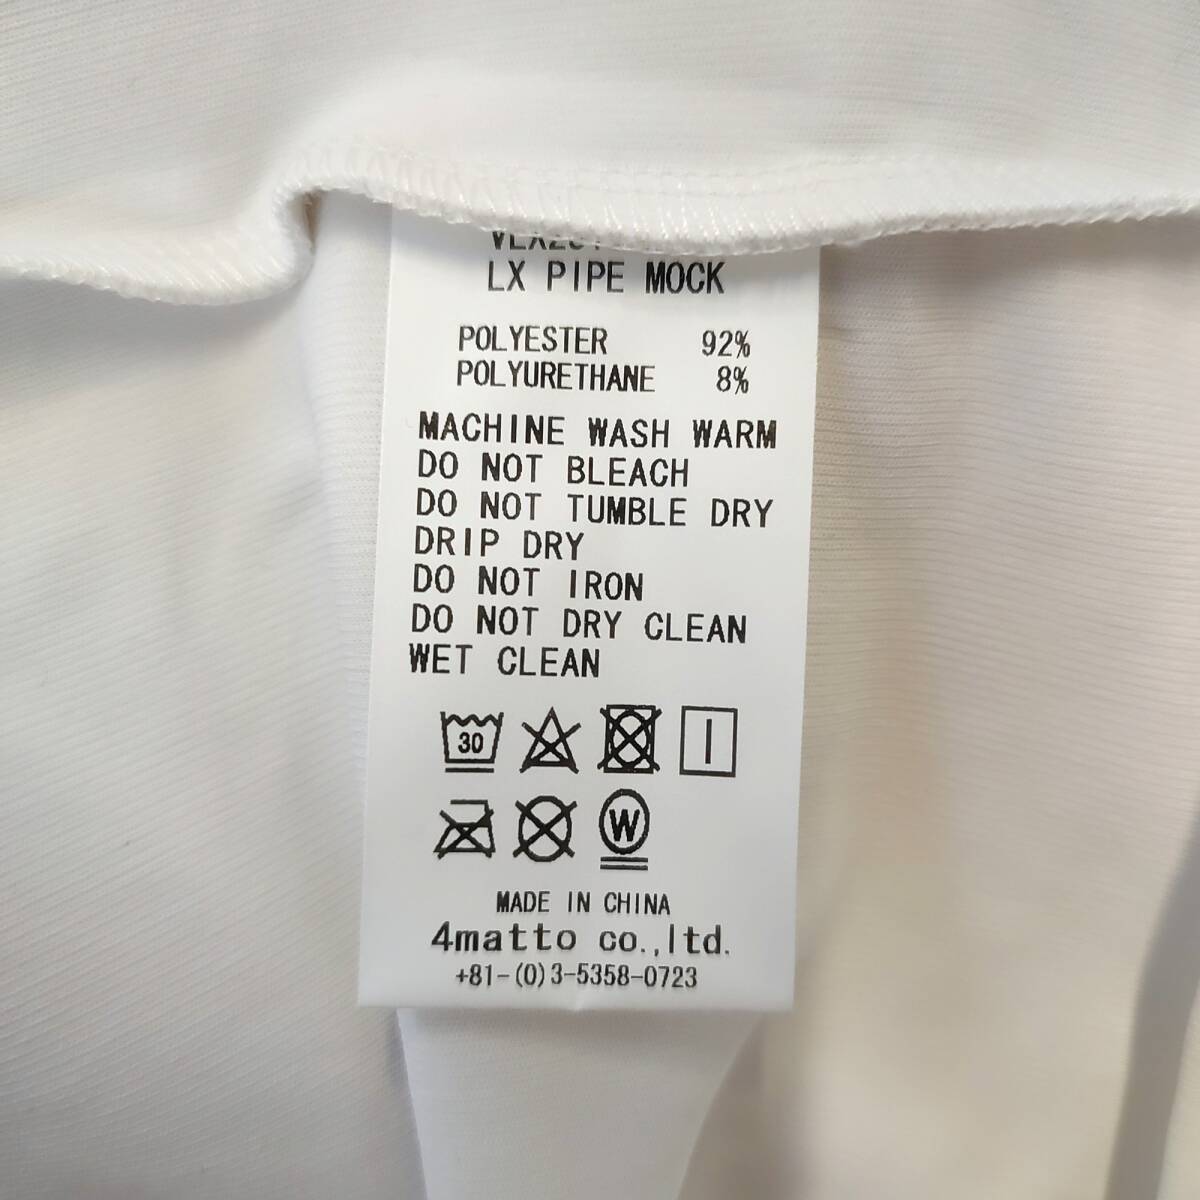 LX PIPE MOCK
POLYESTER 92%
POLYURETHANE 8%
MACHINE WASH WARM
DO NOT BLEACH
DO NOT TUMBLE DRY
DRIP DRY
DO NOT IRON
DO NOT DRY CLEAN
WET CLEAN
30
W
MADE IN CHINA
4matto co.,ltd.
+81-(0)3-5358-0723